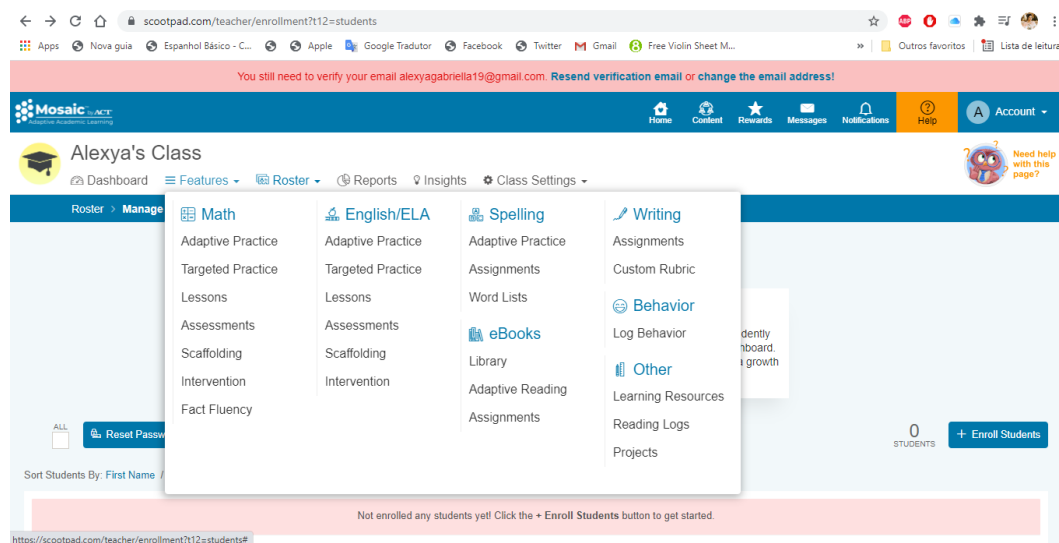 scootpad.com/teacher/enrollment?t12=students
ABP
Apps Nova guia Espanhol Básico - C... Apple Google Tradutor Facebook Twitter Gmail Free Violin Sheet M... » Outros favoritos Lista de leitura
You still need to verify your email alexyagabriella19@gmail.com. Resend verification email or change the email address!
Mosaic by ACT
Adaptive Academic Learning
Home Content Rewards Messages Notifications Help A Account
Alexya's Class
Dashboard Features Roster Reports Insights Class Settings
Need help
with this
page?
Roster > Manage
Math
Adaptive Practice
Targeted Practice
Lessons
Assessments
Scaffolding
Intervention
Fact Fluency
English/ELA
Adaptive Practice
Targeted Practice
Lessons
Assessments
Scaffolding
Intervention
Spelling
Adaptive Practice
Assignments
Word Lists
eBooks
Library
Adaptive Reading
Assignments
Writing
Assignments
Custom Rubric
Behavior
Log Behavior
Other
Learning Resources
Reading Logs
Projects
dently
hboard.
growth
ALL
Reset Passw
0
STUDENTS
+ Enroll Students
Sort Students By: First Name /
Not enrolled any students yet! Click the + Enroll Students button to get started.
https://scootpad.com/teacher/enrollment?t12=students#